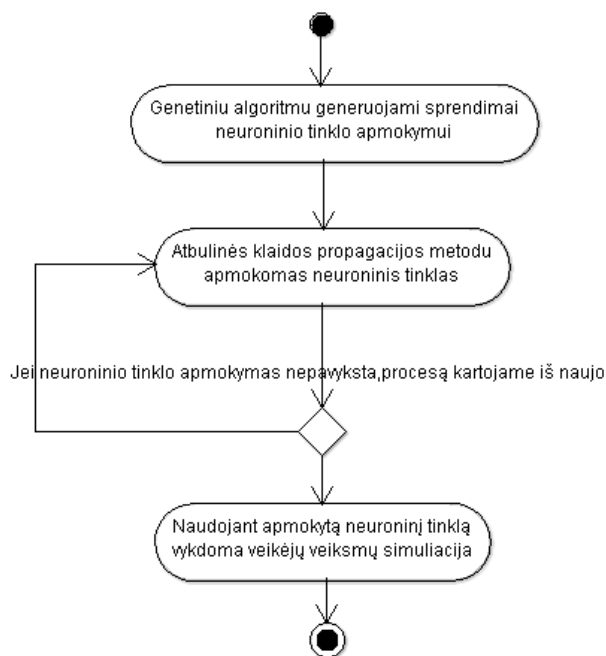 Genetiniu algoritmu generuojami sprendimai
neuroninio tinklo apmokymui
Atbulinės klaidos propagacijos metodu
apmokomas neuroninis tinklas
Jei neuroninio tinklo apmokymas nepavyksta,procesą kartojame iš naujo
Naudojant apmokytą neuroninį tinklą
vykdoma veikėjų veiksmų simuliacija